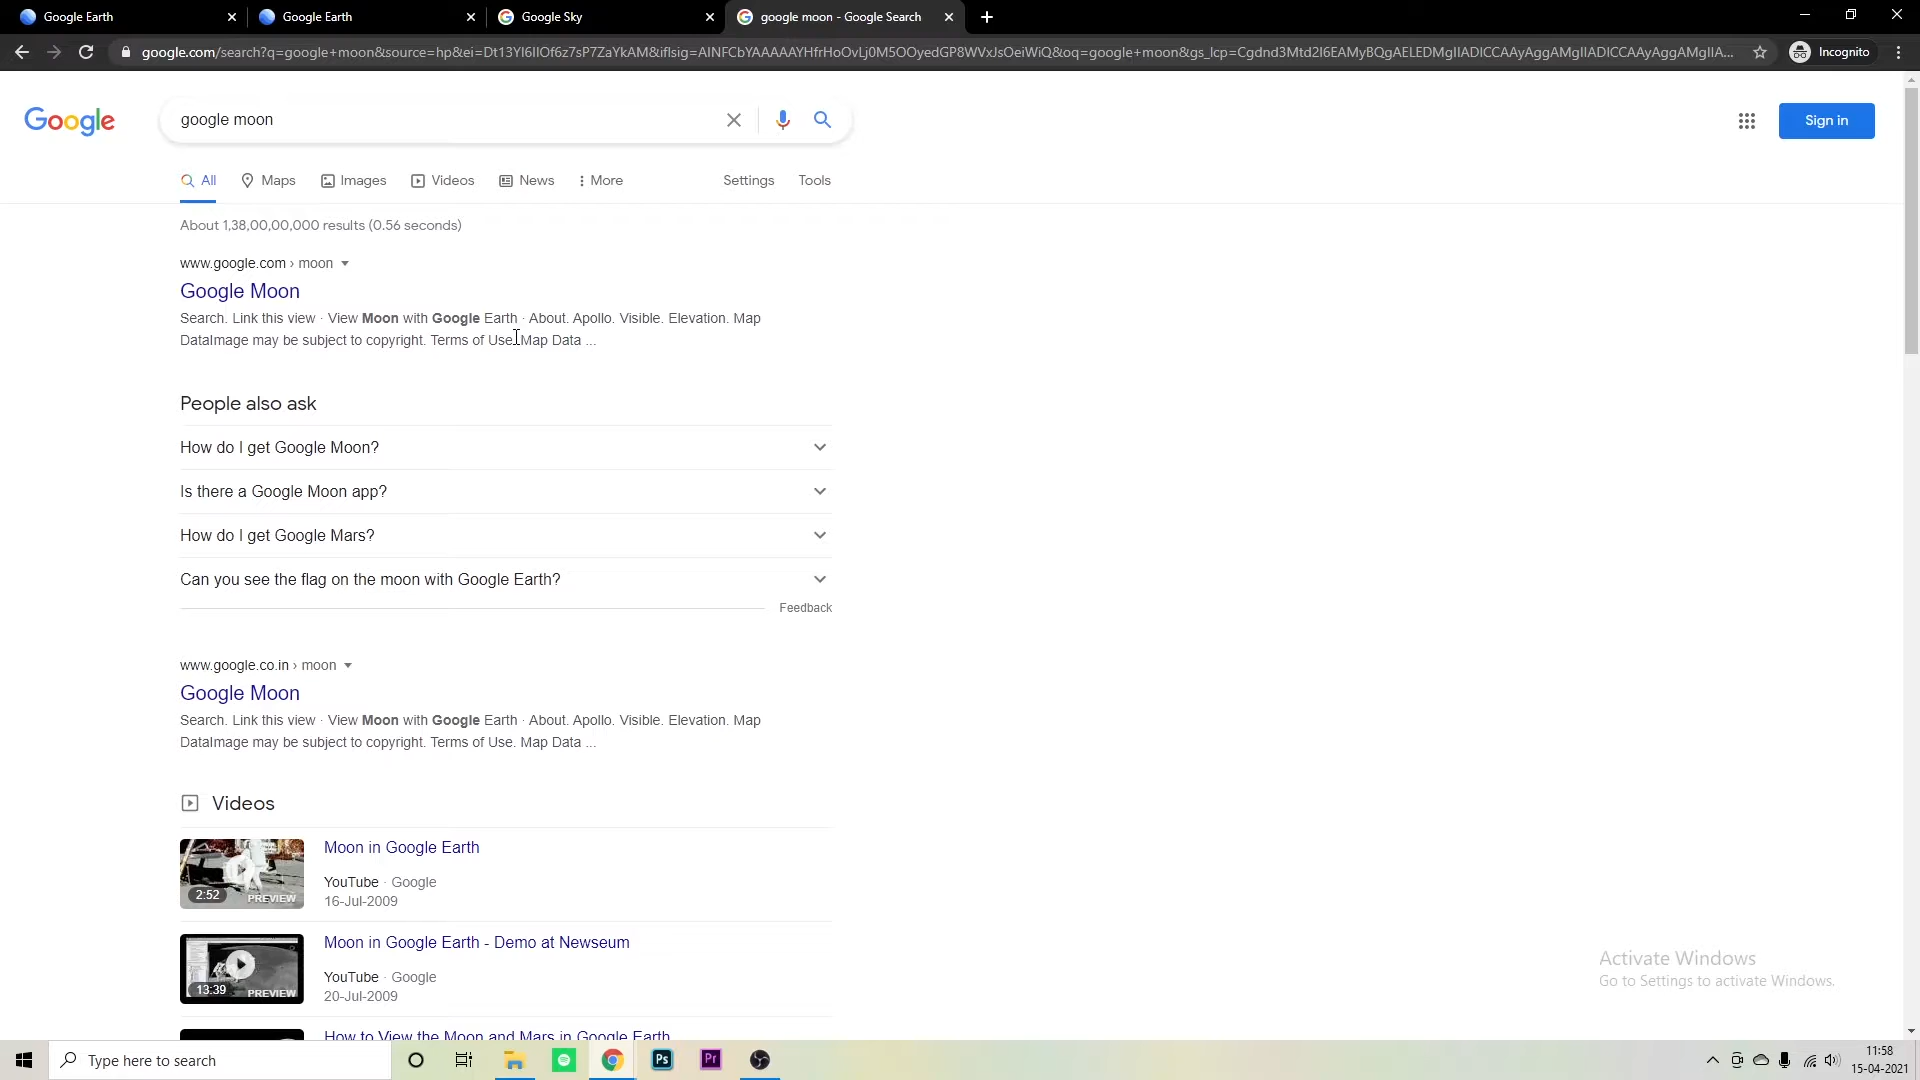 Google Earth
Google Earth
Google Sky
google moon - Google Search
google.com/search?q=google+moon&source=hp&ei=Dt13YI6IIOf6z7sP7ZaYkAM&iflsig=AINFCbYAAAAAYHfrHoOvLj0M5OOyedGP8WVxJsOeiWiQ&oq=google+moon&gs_lcp=Cgdnd3Mtd2l6EAMyBQgAELEDMgIIADICCAAyAggAMgIIADICCAAyAggAMgIIA...
Incognito
Google
google moon
Sign in
All
Maps
Images
Videos
News
More
Settings
Tools
About 1,38,00,00,000 results (0.56 seconds)
www.google.com › moon
Google Moon
Search. Link this view · View Moon with Google Earth · About. Apollo. Visible. Elevation. Map
DataImage may be subject to copyright. Terms of Use. Map Data ...
People also ask
How do I get Google Moon?
Is there a Google Moon app?
How do I get Google Mars?
Can you see the flag on the moon with Google Earth?
Feedback
www.google.co.in › moon
Google Moon
Search. Link this view · View Moon with Google Earth · About. Apollo. Visible. Elevation. Map
DataImage may be subject to copyright. Terms of Use. Map Data ...
Videos
2:52
PREVIEW
Moon in Google Earth
YouTube · Google
16-Jul-2009
13:39
PREVIEW
Moon in Google Earth - Demo at Newseum
YouTube · Google
20-Jul-2009
How to View the Moon and Mars in Google Earth
Activate Windows
Go to Settings to activate Windows.
Type here to search
Ps
Pr
11:58
15-04-2021